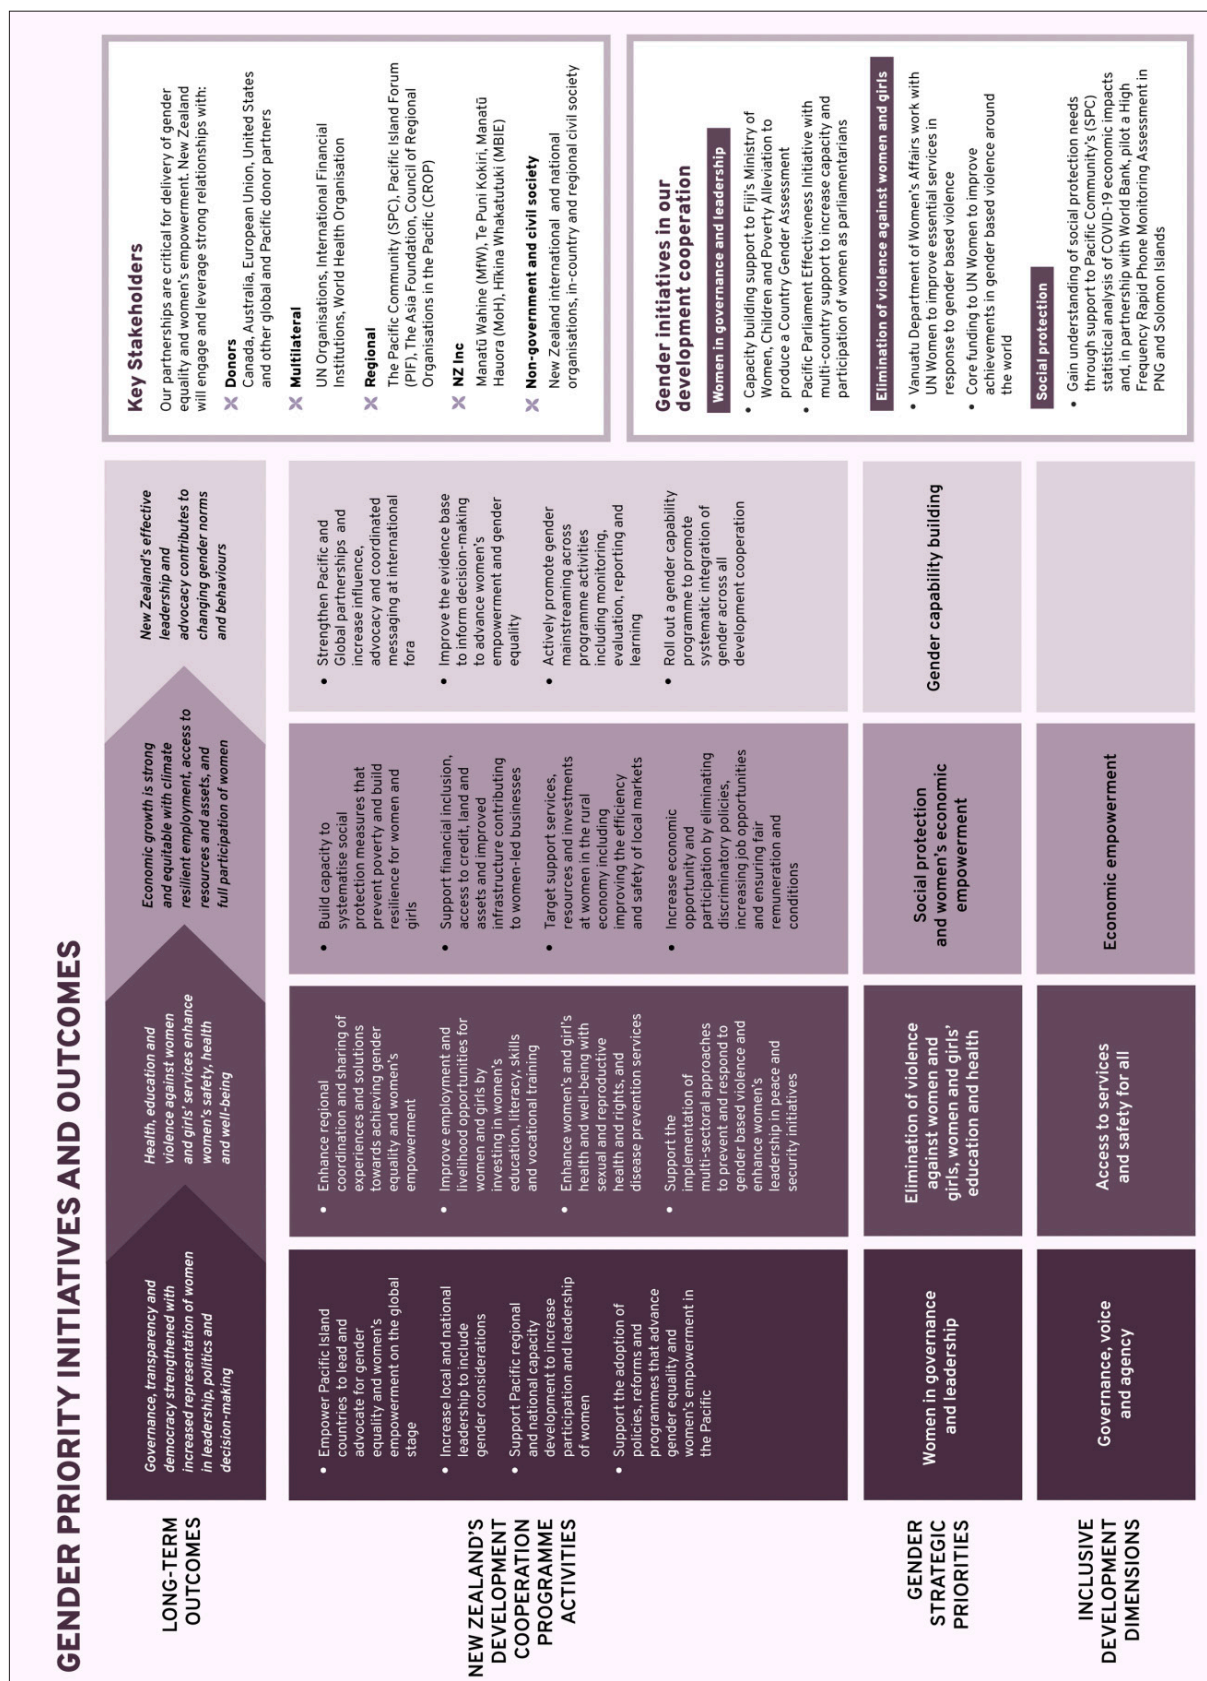 GENDER PRIORITY INITIATIVES AND OUTCOMES
LONG-TERM
OUTCOMES
Governance, transparency and
democracy strengthened with
increased representation of women
in leadership, politics and
decision-making
Health, education and
violence against women
and girls' services enhance
women's safety, health
and well-being
Economic growth is strong
and equitable with climate
resilient employment, access to
resources and assets, and
full participation of women
New Zealand's effective
leadership and
advocacy contributes to
changing gender norms
and behaviours
NEW ZEALAND'S
DEVELOPMENT
COOPERATION
PROGRAMME
ACTIVITIES
• Empower Pacific Island
countries to lead and
advocate for gender
equality and women's
empowerment on the global
stage
• Increase local and national
leadership to include
gender considerations
• Support Pacific regional
and national capacity
development to increase
participation and leadership
of women
• Support the adoption of
policies, reforms and
programmes that advance
gender equality and
women's empowerment in
the Pacific
• Enhance regional
coordination and sharing of
experiences and solutions
towards achieving gender
equality and women's
empowerment
• Improve employment and
livelihood opportunities for
women and girls by
investing in women's
education, literacy, skills
and vocational training
• Enhance women's and girl's
health and well-being with
sexual and reproductive
health and rights, and
disease prevention services
• Support the
implementation of
multi-sectoral approaches
to prevent and respond to
gender based violence and
enhance women's
leadership in peace and
security initiatives
• Build capacity to
systematise social
protection measures that
prevent poverty and build
resilience for women and
girls
• Support financial inclusion,
access to credit, land and
assets and improved
infrastructure contributing
to women-led businesses
• Target support services,
resources and investments
at women in the rural
economy including
improving the efficiency
and safety of local markets
• Increase economic
opportunity and
participation by eliminating
discriminatory policies,
increasing job opportunities
and ensuring fair
remuneration and
conditions
• Strengthen Pacific and
Global partnerships and
increase influence,
advocacy and coordinated
messaging at international
fora
• Improve the evidence base
to inform decision-making
to advance women's
empowerment and gender
equality
• Actively promote gender
mainstreaming across
programme activities
including monitoring,
evaluation, reporting and
learning
• Roll out a gender capability
programme to promote
systematic integration of
gender across all
development cooperation
GENDER
STRATEGIC
PRIORITIES
Women in governance
and leadership
Elimination of violence
against women and
girls, women and girls'
education and health
Social protection
and women's economic
empowerment
Gender capability building
INCLUSIVE
DEVELOPMENT
DIMENSIONS
Governance, voice
and agency
Access to services
and safety for all
Economic empowerment
Key Stakeholders
Our partnerships are critical for delivery of gender
equality and women's empowerment. New Zealand
will engage and leverage strong relationships with:
Donors
Canada, Australia, European Union, United States
and other global and Pacific donor partners
Multilateral
UN Organisations, International Financial
Institutions, World Health Organisation
Regional
The Pacific Community (SPC), Pacific Island Forum
(PIF), The Asia Foundation, Council of Regional
Organisations in the Pacific (CROP)
NZ Inc
Manatū Wahine (MfW), Te Puni Kokiri, Manatū
Hauora (MoH), Hīkina Whakatutuki (MBIE)
Non-government and civil society
New Zealand international and national
organisations, in-country and regional civil society
Gender initiatives in our
development cooperation
Women in governance and leadership
• Capacity building support to Fiji's Ministry of
Women, Children and Poverty Alleviation to
produce a Country Gender Assessment
• Pacific Parliament Effectiveness Initiative with
multi-country support to increase capacity and
participation of women as parliamentarians
Elimination of violence against women and girls
• Vanuatu Department of Women's Affairs work with
UN Women to improve essential services in
response to gender based violence
• Core funding to UN Women to improve
achievements in gender based violence around
the world
Social protection
• Gain understanding of social protection needs
through support to Pacific Community's (SPC)
statistical analysis of COVID-19 economic impacts
and, in partnership with World Bank, pilot a High
Frequency Rapid Phone Monitoring Assessment in
PNG and Solomon Islands